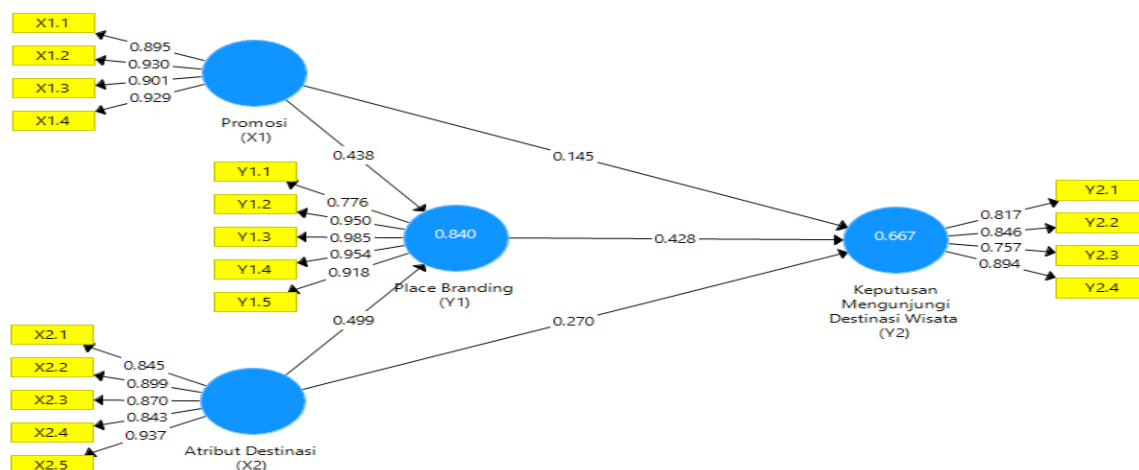 X1.1
0.895
X1.2
0.930
X1.3
0.901
X1.4
0.929
Promosi
(X1)
0.438
0.145
Y1.1
0.776
Y1.2
0.950
Y1.3
0.985
Y1.4
0.954
Y1.5
0.918
0.840
Place Branding
(Y1)
0.428
0.499
0.270
0.667
Keputusan
Mengunjungi
Destinasi Wisata
(Y2)
Y2.1
0.817
Y2.2
0.846
Y2.3
0.757
Y2.4
0.894
X2.1
0.845
X2.2
0.899
X2.3
0.870
X2.4
0.843
X2.5
0.937
Atribut Destinasi
(X2)